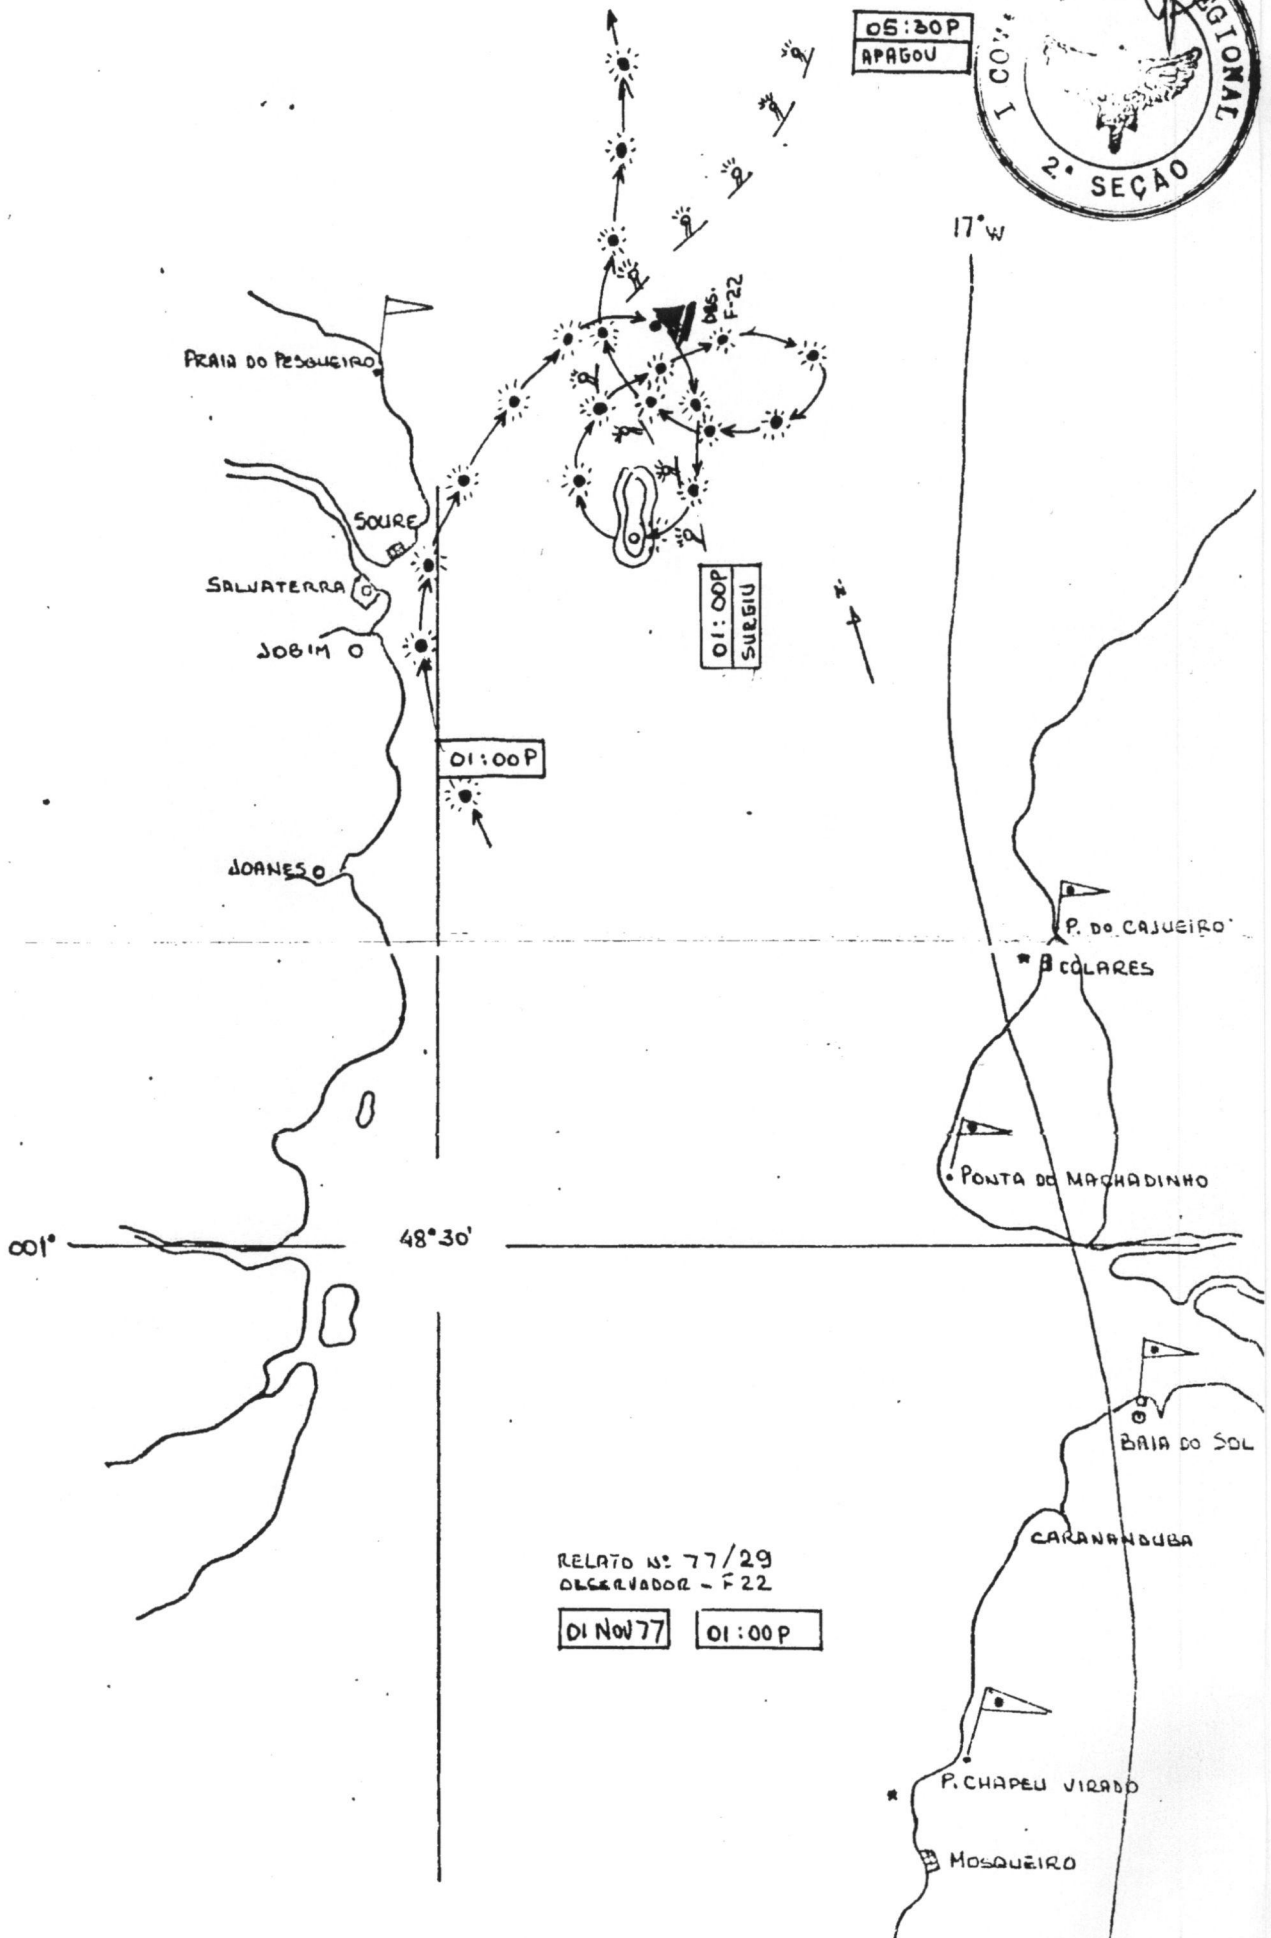 05:30P
APAGOU
I COM
REGIONAL
2ª SEÇÃO
17°W
OBS.
F-22
PRAIA DO PESQUEIRO
SOURE
SALVATERRA
JOBIM
01:00P
SURGIU
N
01:00P
JOANES
P. DO CAJUEIRO
COLARES
PONTA DO MACHADINHO
001°
48°30'
BAIA DO SOL
CARANANDUBA
RELATO Nº 77/29
OBSERVADOR - F22
01 NOV 77
01:00P
P. CHAPEU VIRADO
MOSQUEIRO